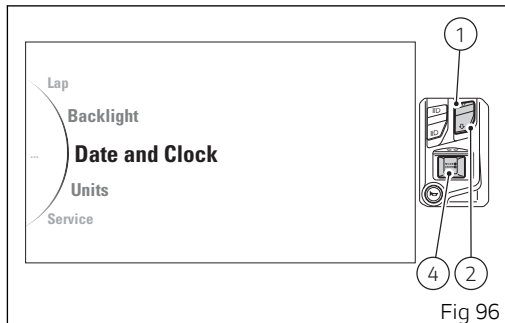 Lap
Backlight
...
Date and Clock
Units
Service
1
4
2
Fig 96